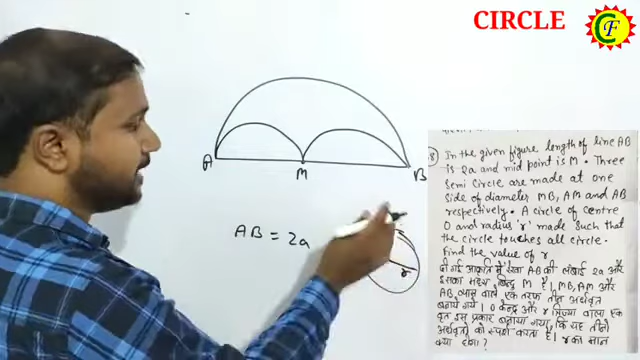 CIRCLE
CF
A
M
B
AB = 2a
r
8) In the given figure length of line AB
is 2a and mid point is M. Three
semi circle are made at one
side of diameter MB, AM and AB
respectively. A circle of centre
O and radius 'r' made such that
the circle touches all circle.
Find the value of r
दी गई आकृति में रेखा AB की लंबाई 2a और
इसका मध्य बिन्दु M है। MB, AM और
AB व्यास वाले एक तरफ तीन अर्धवृत
बनाये गये। O केन्द्र और r त्रिज्या वाला एक
वृत इस प्रकार बनाया गया कि यह तीनों
अर्धवृतों को स्पर्श करता है। r का मान
क्या होगा?